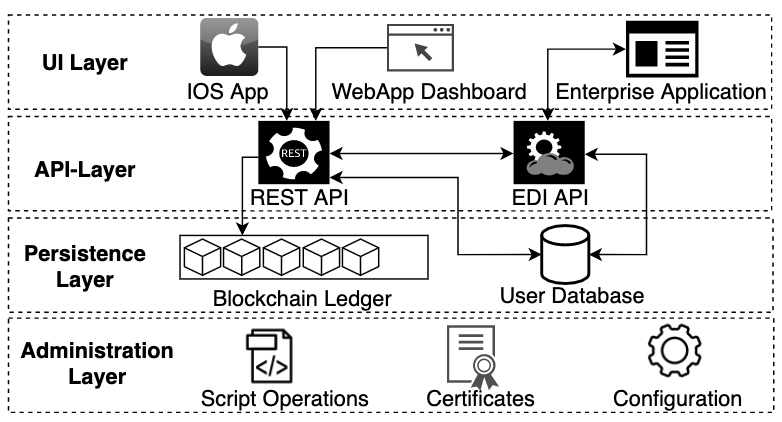 UI Layer
IOS App
WebApp Dashboard
Enterprise Application
API-Layer
REST
REST API
EDI API
Persistence
Layer
Blockchain Ledger
User Database
Administration
Layer
</>
Script Operations
Certificates
Configuration